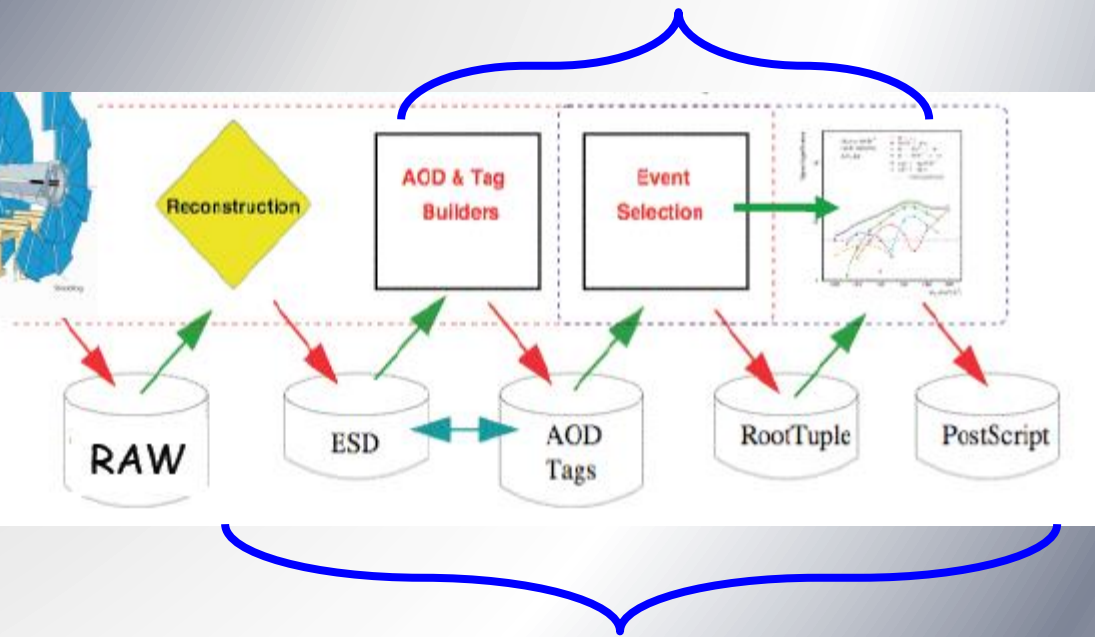 Reconstruction
AOD & Tag
Builders
Event
Selection
RAW
ESD
AOD
Tags
RootTuple
PostScript